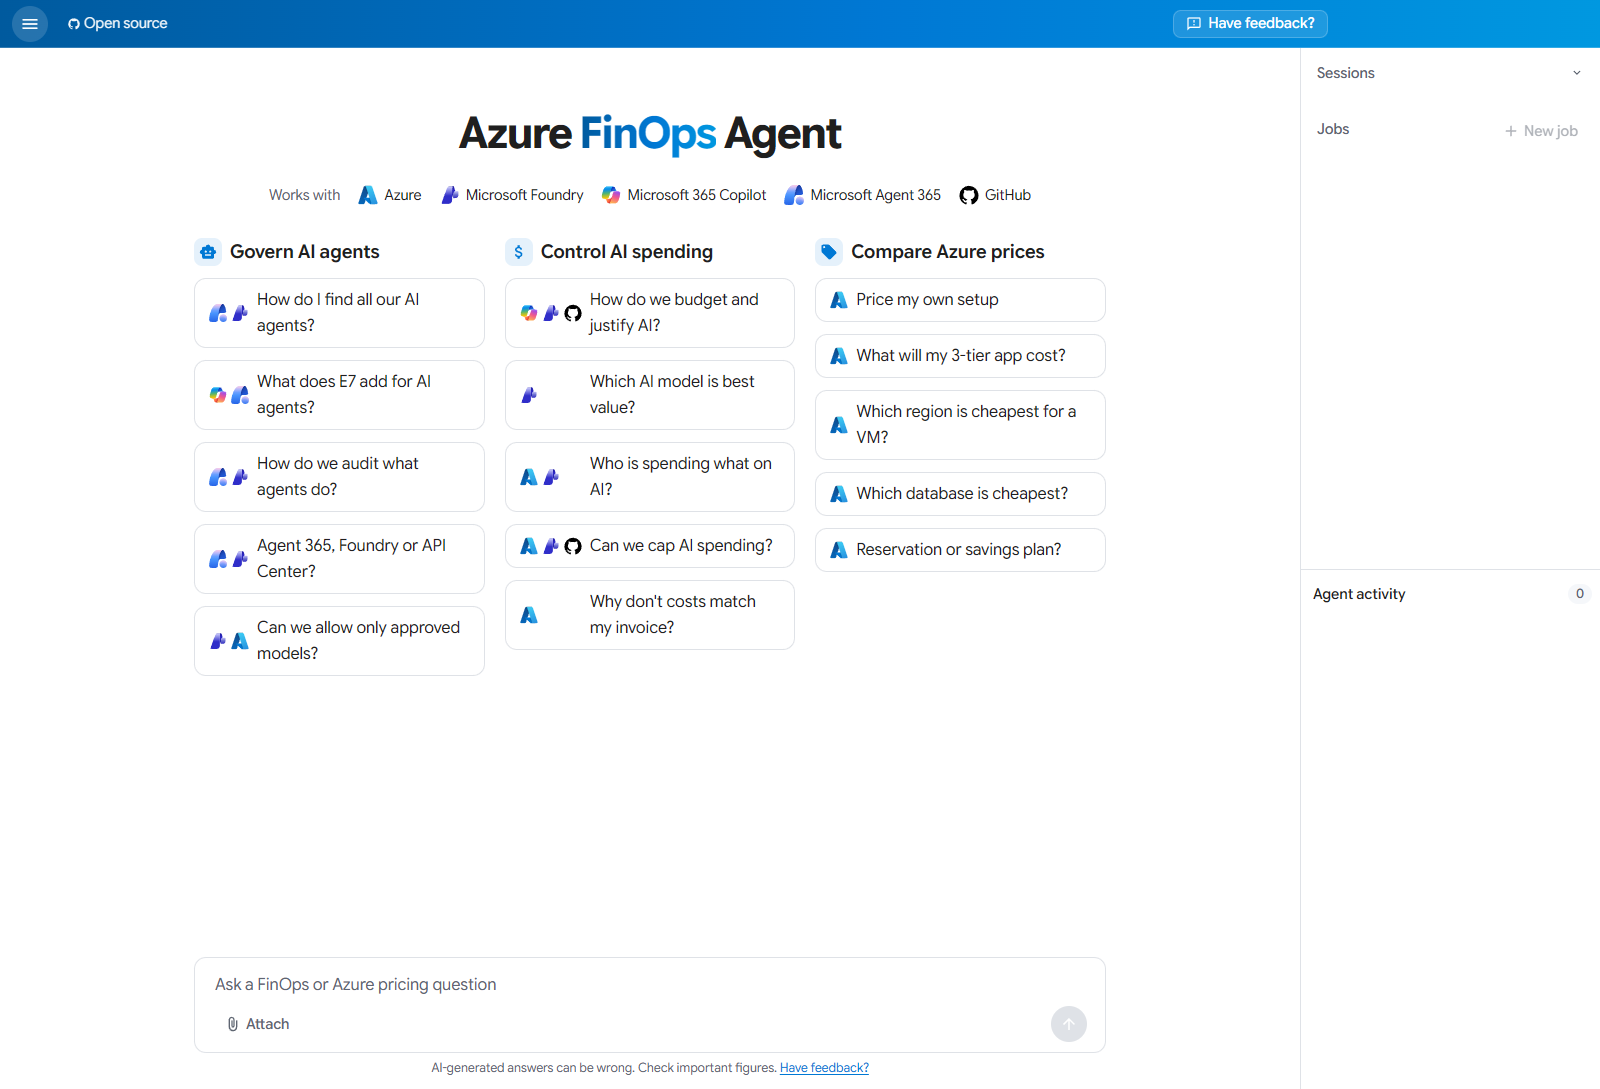 Open source
Have feedback?
Sessions
Jobs
New job
Azure FinOps Agent
Works with Azure Microsoft Foundry Microsoft 365 Copilot Microsoft Agent 365 GitHub
Govern AI agents
How do I find all our AI
agents?
What does E7 add for AI
agents?
How do we audit what
agents do?
Agent 365, Foundry or API
Center?
Can we allow only approved
models?
Control AI spending
How do we budget and
justify AI?
Which AI model is best
value?
Who is spending what on
AI?
Can we cap AI spending?
Why don't costs match
my invoice?
Compare Azure prices
Price my own setup
What will my 3-tier app cost?
Which region is cheapest for a
VM?
Which database is cheapest?
Reservation or savings plan?
Agent activity
0
Ask a FinOps or Azure pricing question
Attach
AI-generated answers can be wrong. Check important figures. Have feedback?